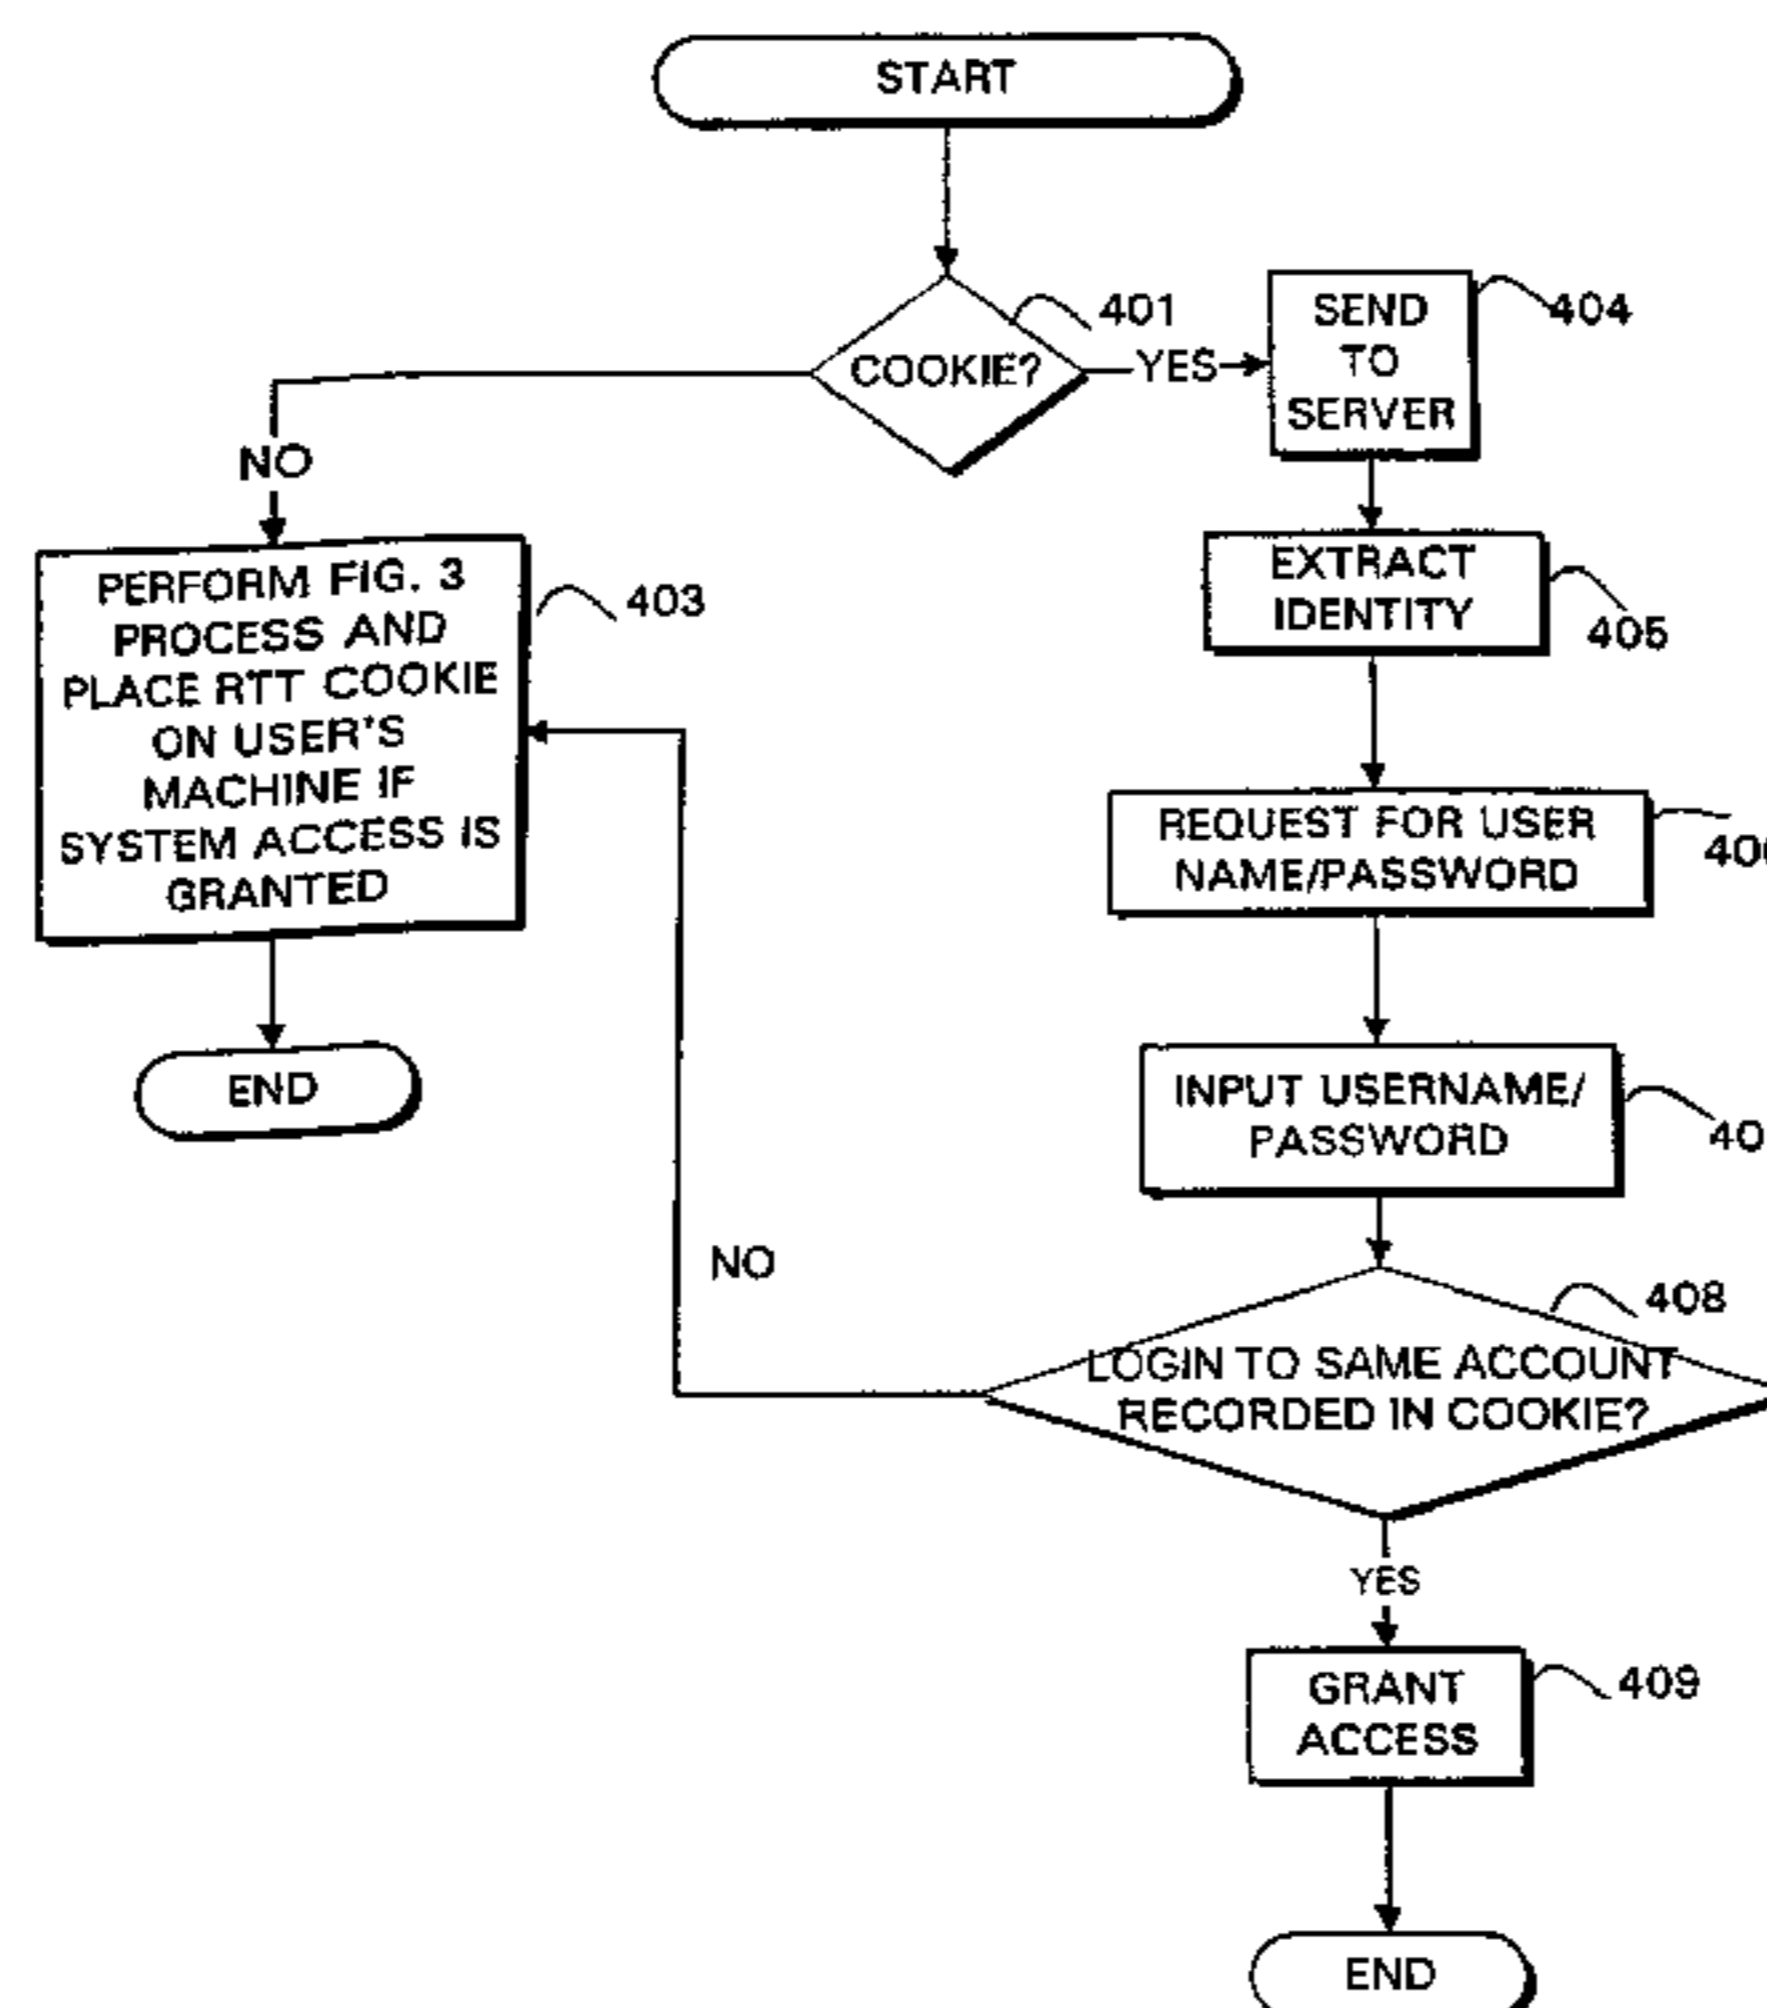 START
COOKIE?
401
YES
SEND
TO
SERVER
404
NO
PERFORM FIG. 3
PROCESS AND
PLACE RTT COOKIE
ON USER'S
MACHINE IF
SYSTEM ACCESS IS
GRANTED
403
END
EXTRACT
IDENTITY
405
REQUEST FOR USER
NAME/PASSWORD
INPUT USERNAME/
PASSWORD
NO
LOGIN TO SAME ACCOUNT
RECORDED IN COOKIE?
408
YES
GRANT
ACCESS
409
END